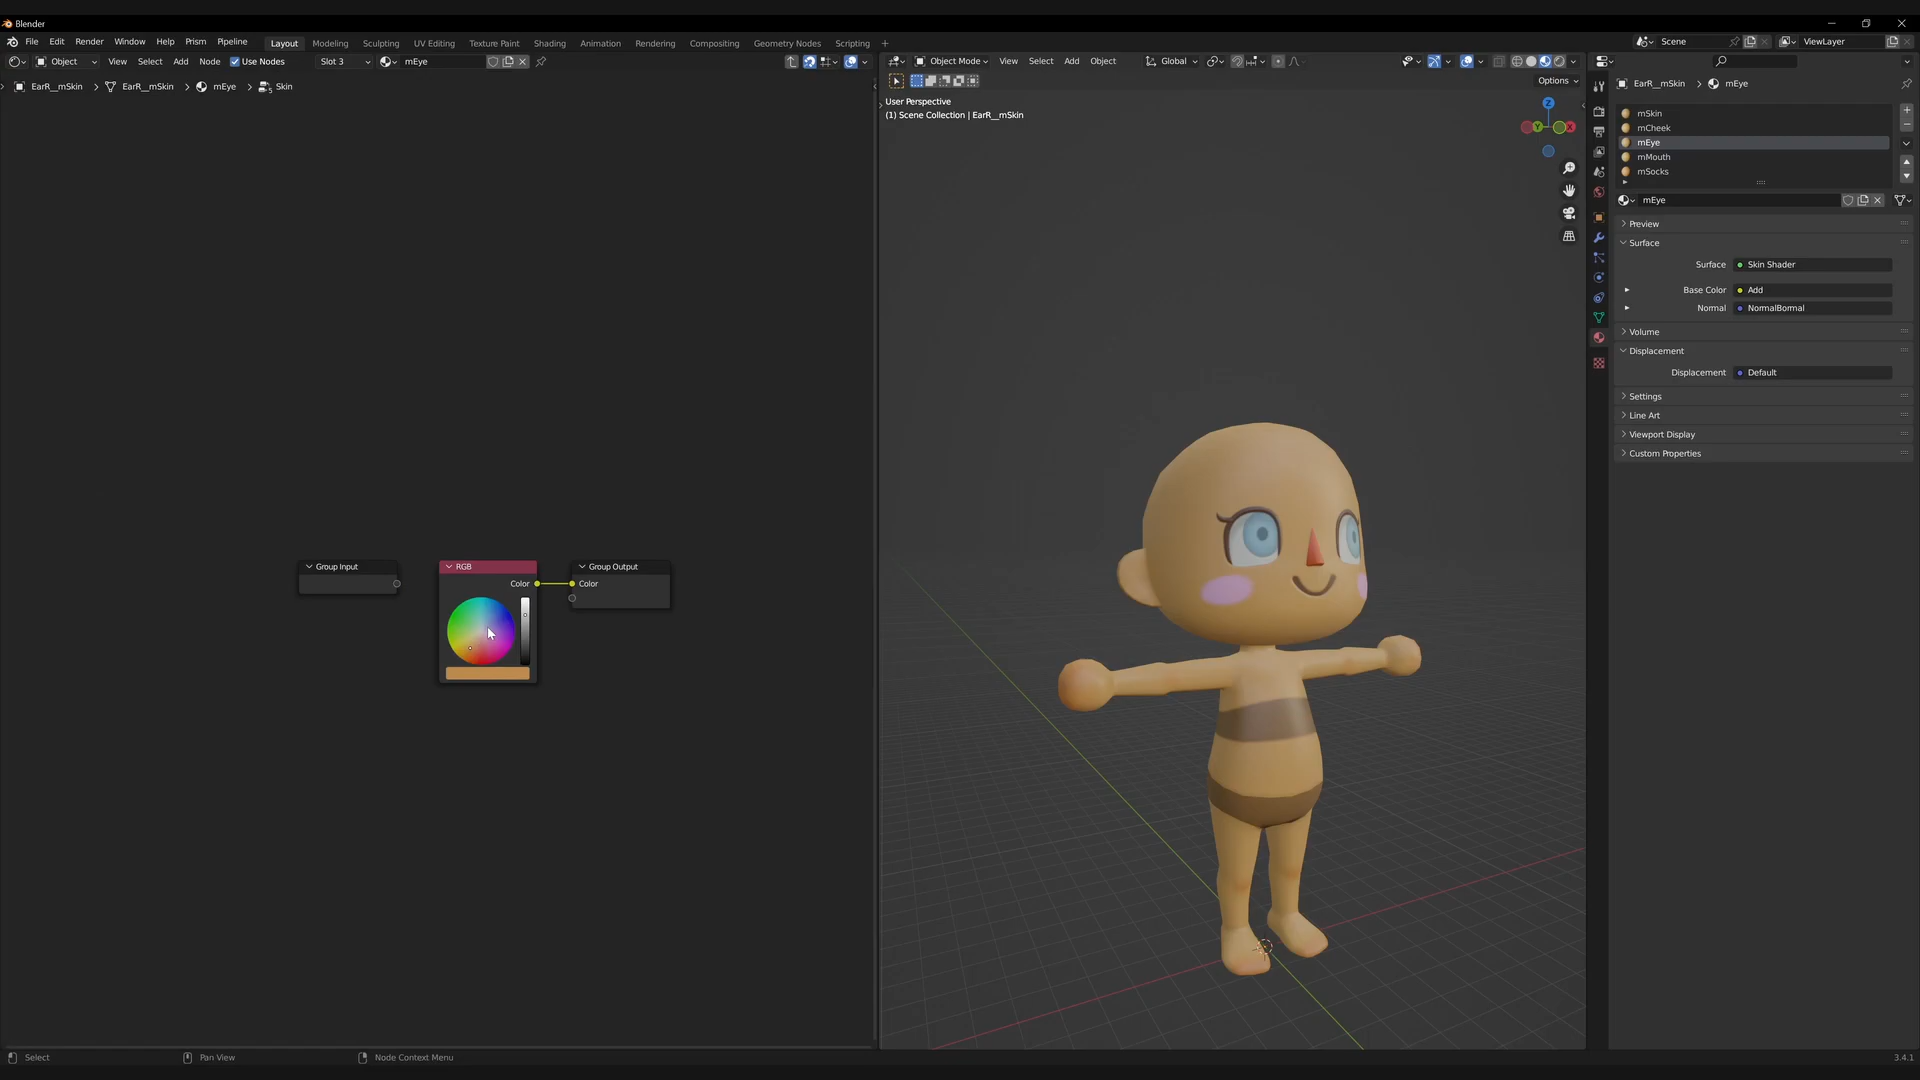 Blender
File Edit Render Window Help Prism Pipeline Layout Modeling Sculpting UV Editing Texture Paint Shading Animation Rendering Compositing Geometry Nodes Scripting + Scene ViewLayer
Object View Select Add Node Use Nodes Slot 3 mEye
Object Mode View Select Add Object Global
Options
EarR__mSkin > EarR__mSkin > mEye > Skin
EarR__mSkin > mEye
User Perspective
(1) Scene Collection | EarR__mSkin
Z
Y X
mSkin
mCheek
mEye
mMouth
mSocks
mEye
Preview
Surface
Surface Skin Shader
Base Color Add
Normal NormalBormal
Volume
Displacement
Displacement Default
Settings
Line Art
Viewport Display
Custom Properties
Group Input
RGB
Color
Group Output
Color
Select Pan View Node Context Menu 3.4.1